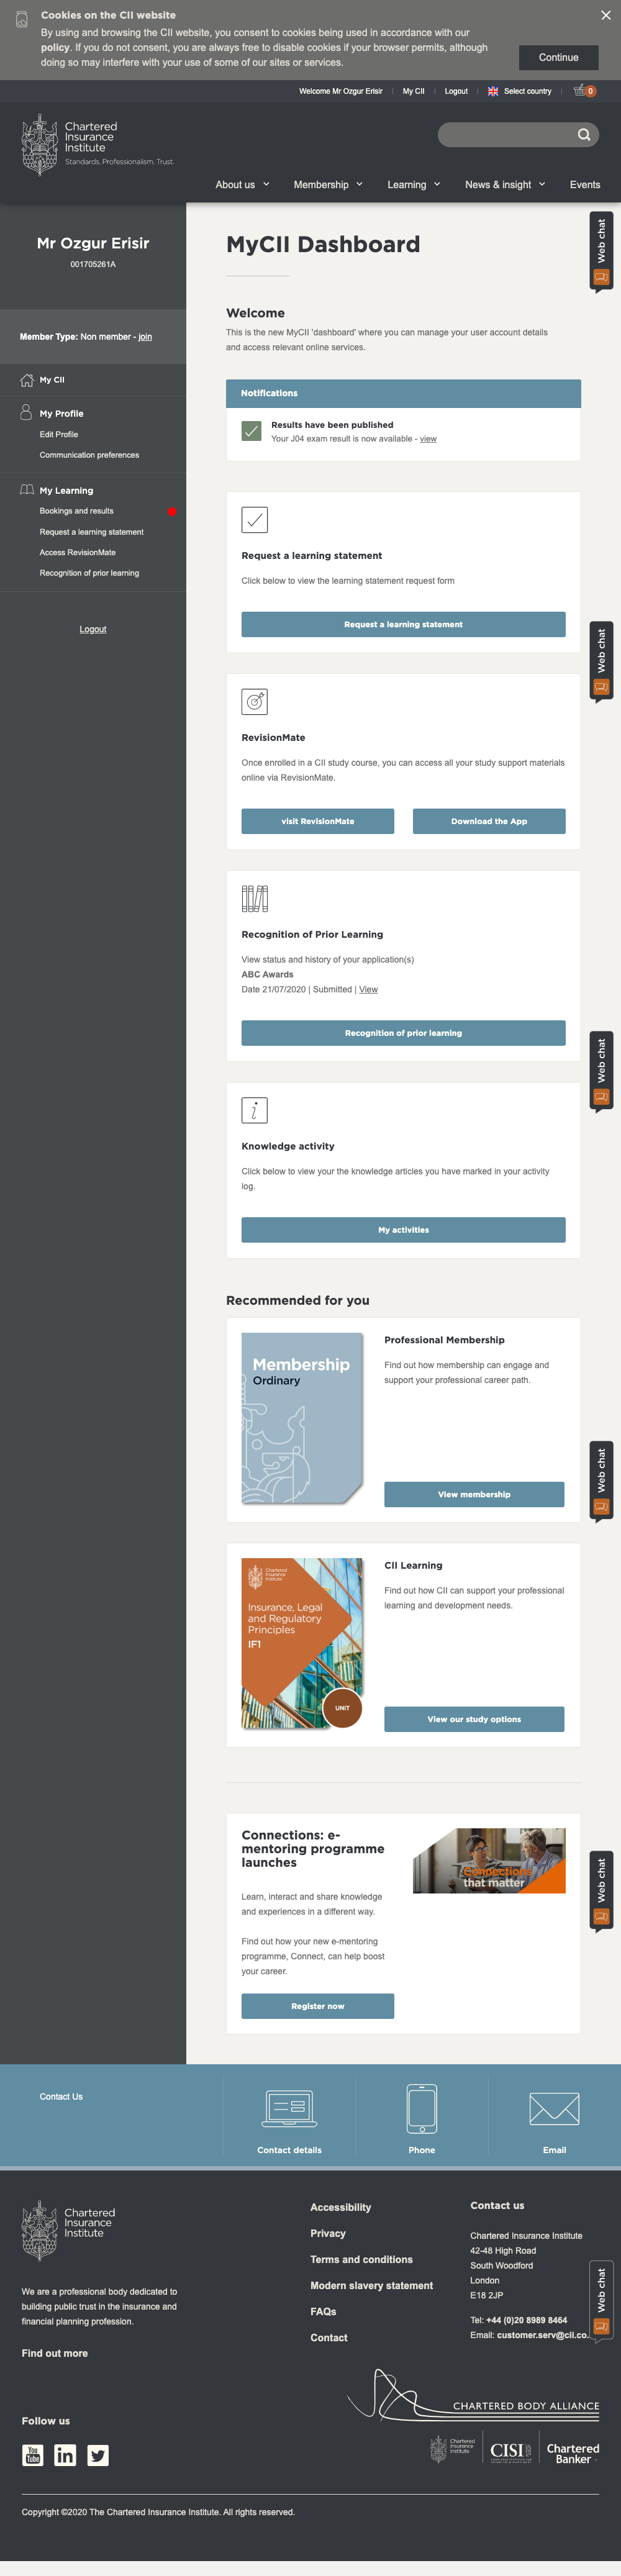 Cookies on the CII website
By using and browsing the CII website, you consent to cookies being used in accordance with our
policy. If you do not consent, you are always free to disable cookies if your browser permits, although
doing so may interfere with your use of some of our sites or services.
Continue
Welcome Mr Ozgur Erisir
My CII
Logout
Select country
0
Chartered
Insurance
Institute
Standards. Professionalism. Trust.
About us
Membership
Learning
News & insight
Events
Mr Ozgur Erisir
001705261A
Member Type: Non member - join
My CII
My Profile
Edit Profile
Communication preferences
My Learning
Bookings and results
Request a learning statement
Access RevisionMate
Recognition of prior learning
Logout
MyCII Dashboard
Welcome
This is the new MyCII 'dashboard' where you can manage your user account details
and access relevant online services.
Notifications
Results have been published
Your J04 exam result is now available - view
Request a learning statement
Click below to view the learning statement request form
Request a learning statement
RevisionMate
Once enrolled in a CII study course, you can access all your study support materials
online via RevisionMate.
visit RevisionMate
Download the App
Recognition of Prior Learning
View status and history of your application(s)
ABC Awards
Date 21/07/2020 | Submitted | View
Recognition of prior learning
Knowledge activity
Click below to view your the knowledge articles you have marked in your activity
log.
My activities
Recommended for you
Membership
Ordinary
Professional Membership
Find out how membership can engage and
support your professional career path.
View membership
Chartered
Insurance
Institute
Insurance, Legal
and Regulatory
Principles
IF1
UNIT
CII Learning
Find out how CII can support your professional
learning and development needs.
View our study options
Connections: e-
mentoring programme
launches
Learn, interact and share knowledge
and experiences in a different way.
Find out how your new e-mentoring
programme, Connect, can help boost
your career.
Register now
Connections
that matter
Web chat
Web chat
Web chat
Web chat
Web chat
Web chat
Contact Us
Contact details
Phone
Email
Chartered
Insurance
Institute
We are a professional body dedicated to
building public trust in the insurance and
financial planning profession.
Find out more
Accessibility
Privacy
Terms and conditions
Modern slavery statement
FAQs
Contact
Contact us
Chartered Insurance Institute
42-48 High Road
South Woodford
London
E18 2JP
Tel: +44 (0)20 8989 8464
Email: customer.serv@cii.co.
CHARTERED BODY ALLIANCE
Chartered
Insurance
Institute
CISI
Chartered
Banker
Follow us
You
Tube
in
Copyright ©2020 The Chartered Insurance Institute. All rights reserved.